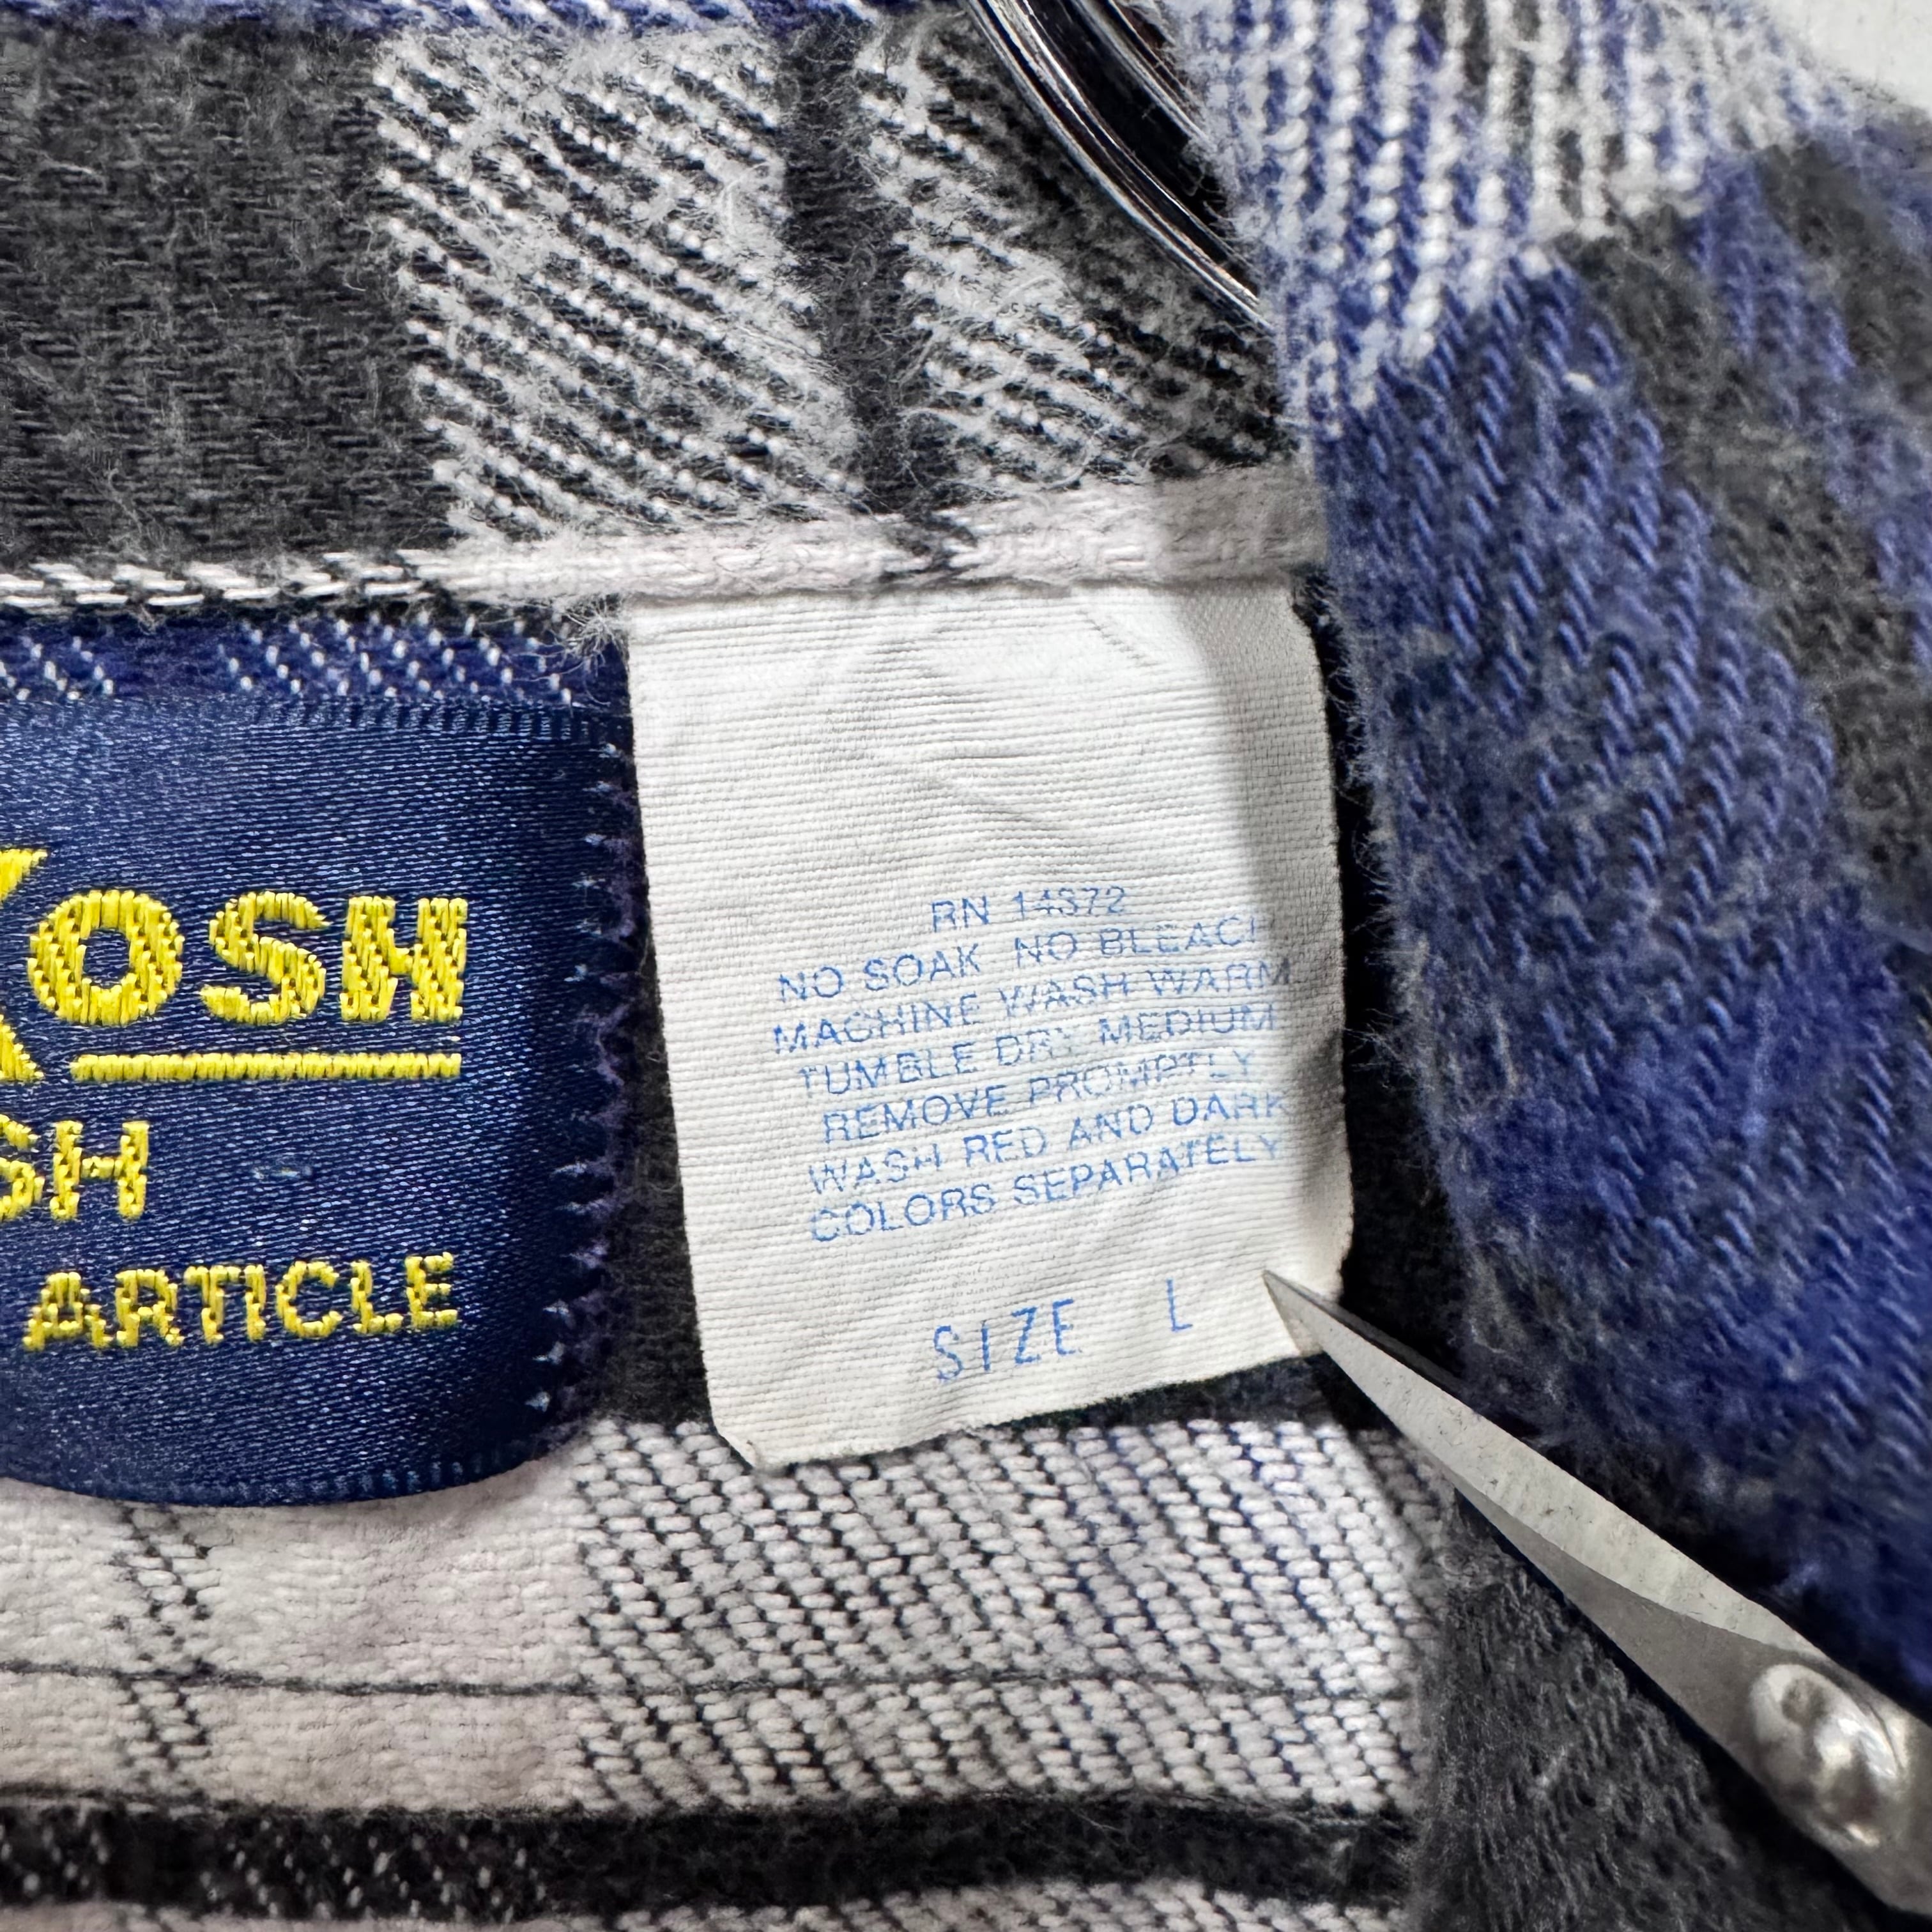 KOSH
SH
ARTICLE
RN 14372
NO SOAK NO BLEACH
MACHINE WASH WARM
TUMBLE DRY MEDIUM
REMOVE PROMPTLY
WASH RED AND DARK
COLORS SEPARATELY
SIZE L